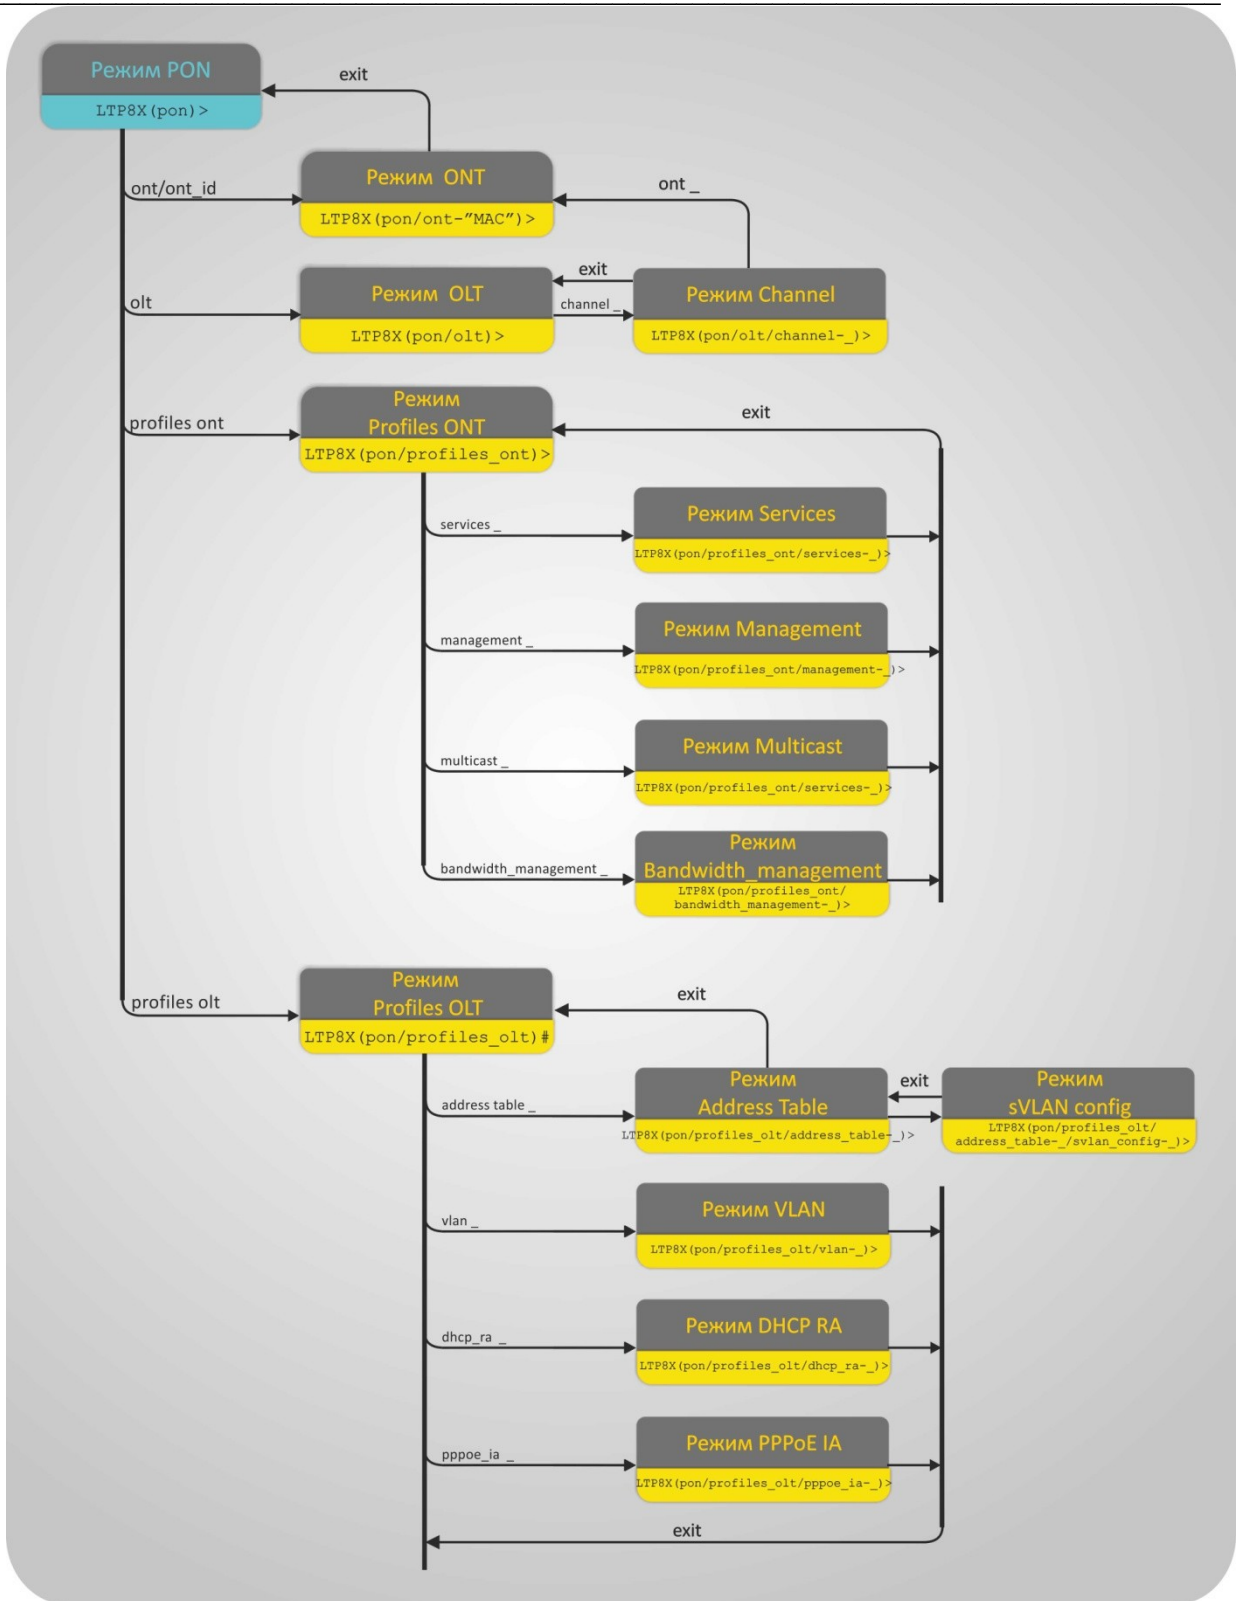 Режим PON
LTP8X(pon)>
exit
ont/ont_id
Режим ONT
LTP8X(pon/ont-”MAC”)>
ont _
olt
Режим OLT
LTP8X(pon/olt)>
exit
channel _
Режим Channel
LTP8X(pon/olt/channel-_)>
profiles ont
Режим
Profiles ONT
LTP8X(pon/profiles_ont)>
exit
services _
Режим Services
LTP8X(pon/profiles_ont/services-_)>
management _
Режим Management
LTP8X(pon/profiles_ont/management-_)>
multicast _
Режим Multicast
LTP8X(pon/profiles_ont/services-_)>
bandwidth_management _
Режим
Bandwidth_management
LTP8X(pon/profiles_ont/
bandwidth_management-_)>
profiles olt
Режим
Profiles OLT
LTP8X(pon/profiles_olt)#
exit
address table _
Режим
Address Table
LTP8X(pon/profiles_olt/address_table-_)>
exit
Режим
sVLAN config
LTP8X(pon/profiles_olt/
address_table-_/svlan_config-_)>
vlan _
Режим VLAN
LTP8X(pon/profiles_olt/vlan-_)>
dhcp_ra _
Режим DHCP RA
LTP8X(pon/profiles_olt/dhcp_ra-_)>
pppoe_ia _
Режим PPPoE IA
LTP8X(pon/profiles_olt/pppoe_ia-_)>
exit